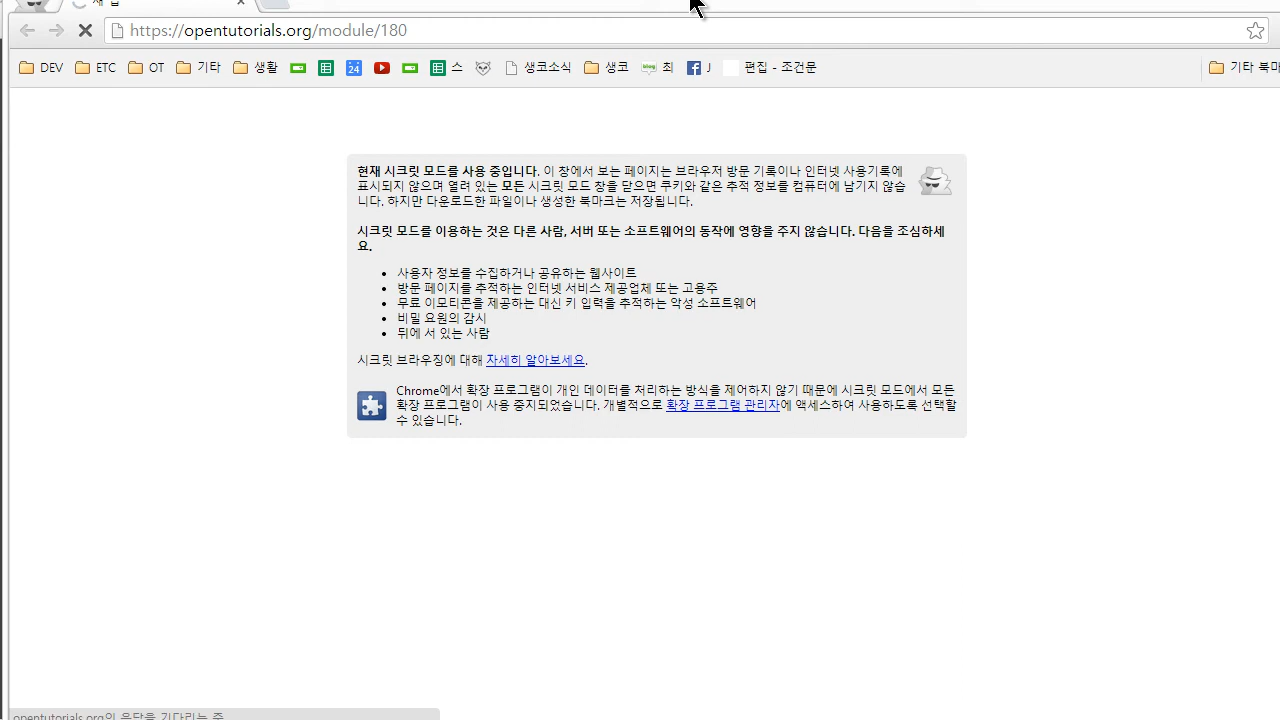 새 탭
https://opentutorials.org/module/180
DEV ETC OT 기타 생활 24 스 생코소식 생코 최 J 편집 - 조건문 기타 북마
현재 시크릿 모드를 사용 중입니다. 이 창에서 보는 페이지는 브라우저 방문 기록이나 인터넷 사용기록에
표시되지 않으며 열려 있는 모든 시크릿 모드 창을 닫으면 쿠키와 같은 추적 정보를 컴퓨터에 남기지 않습
니다. 하지만 다운로드한 파일이나 생성한 북마크는 저장됩니다.
시크릿 모드를 이용하는 것은 다른 사람, 서버 또는 소프트웨어의 동작에 영향을 주지 않습니다. 다음을 조심하세
요.
사용자 정보를 수집하거나 공유하는 웹사이트
방문 페이지를 추적하는 인터넷 서비스 제공업체 또는 고용주
무료 이모티콘을 제공하는 대신 키 입력을 추적하는 악성 소프트웨어
비밀 요원의 감시
뒤에 서 있는 사람
시크릿 브라우징에 대해 자세히 알아보세요.
Chrome에서 확장 프로그램이 개인 데이터를 처리하는 방식을 제어하지 않기 때문에 시크릿 모드에서 모든
확장 프로그램이 사용 중지되었습니다. 개별적으로 확장 프로그램 관리자에 액세스하여 사용하도록 선택할
수 있습니다.
opentutorials.org의 응답을 기다리는 중